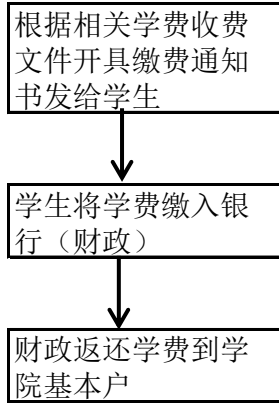 根据相关学费收费
文件开具缴费通知
书发给学生
学生将学费缴入银
行（财政）
财政返还学费到学
院基本户